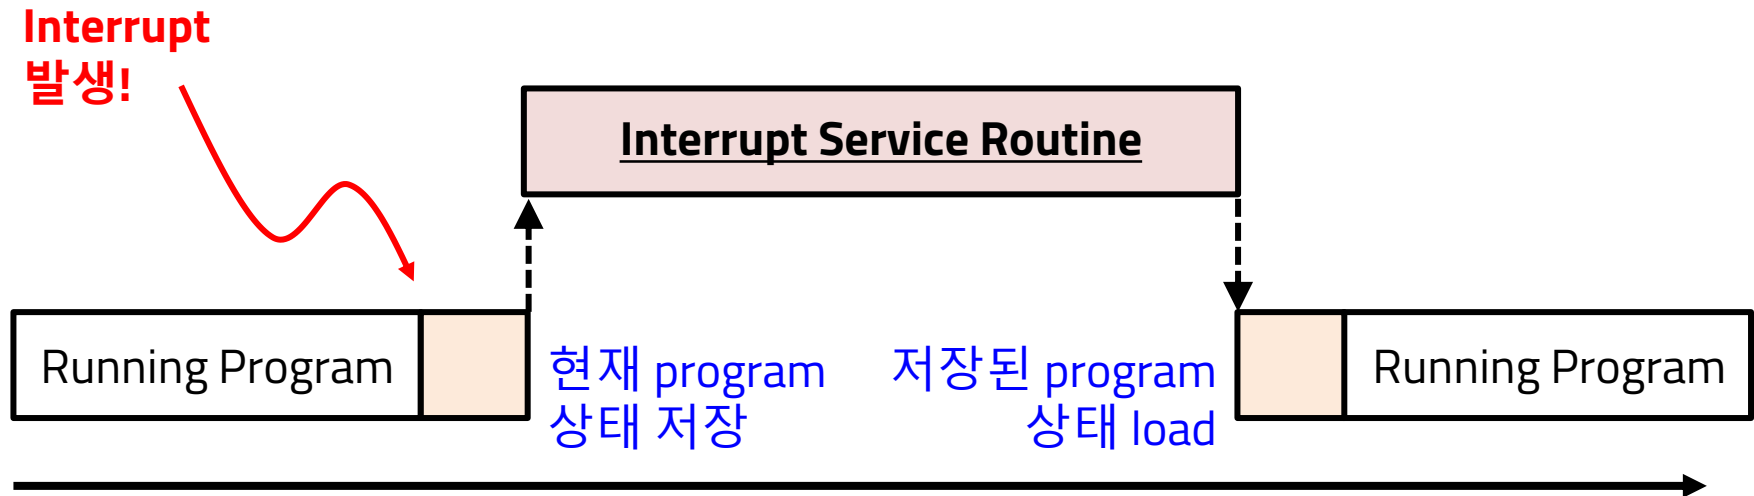 Interrupt
발생!
Interrupt Service Routine
Running Program
현재 program
상태 저장
저장된 program
상태 load
Running Program